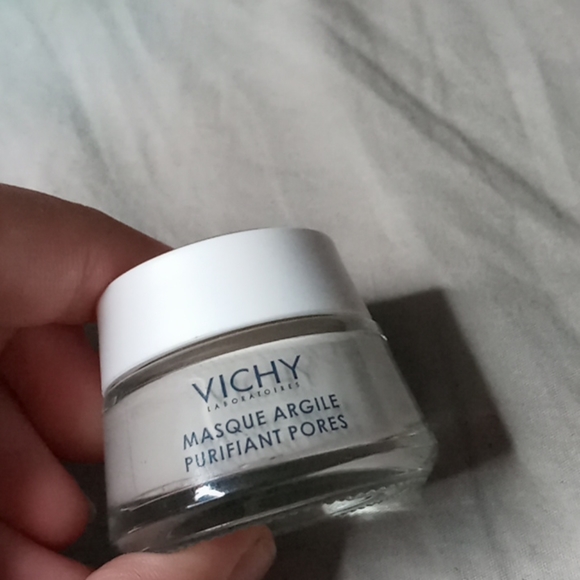 VICHY
LABORATOIRES
MASQUE ARGILE
PURIFIANT PORES